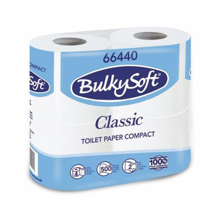 66440
BulkySoft
Classic
TOILET PAPER COMPACT
500
1000